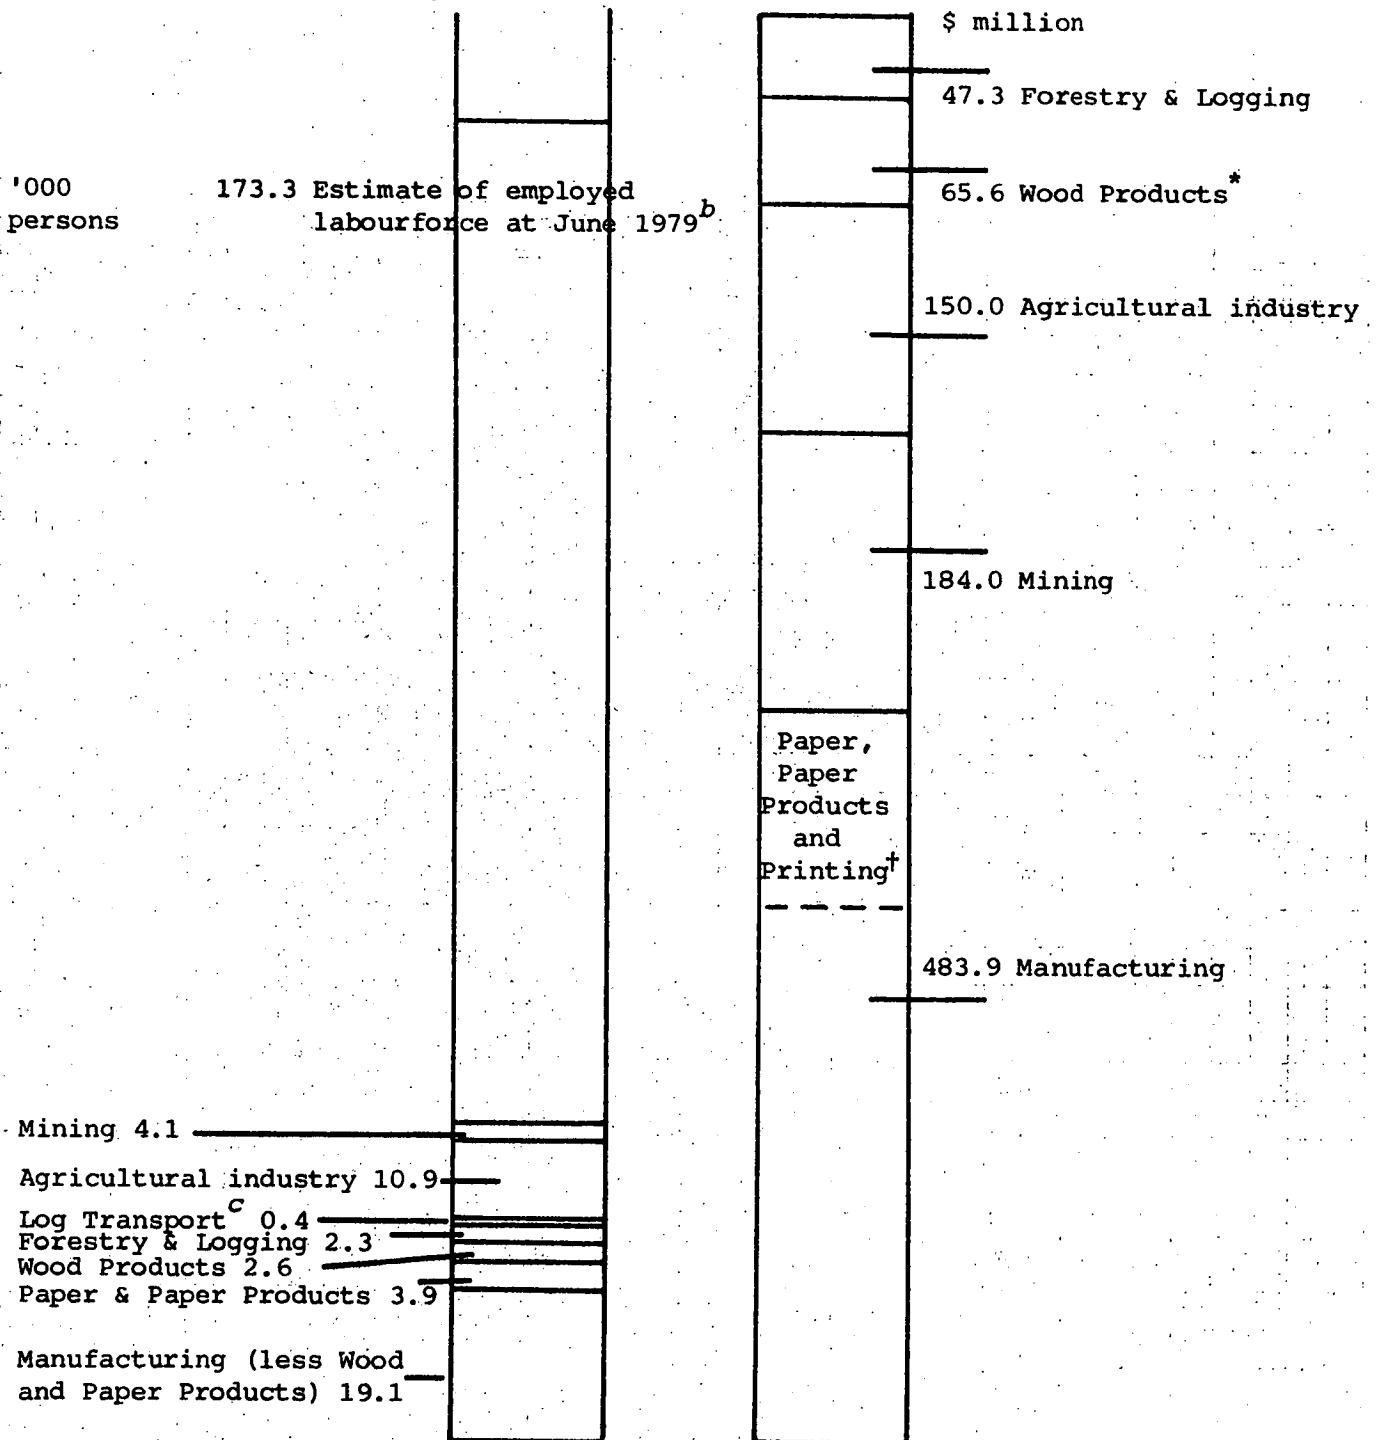 $ million
47.3 Forestry & Logging
'000
persons
173.3 Estimate of employed
labourforce at June 1979b
65.6 Wood Products*
150.0 Agricultural industry
184.0 Mining
Paper,
Paper
Products
and
Printing†
483.9 Manufacturing
Mining 4.1
Agricultural industry 10.9
Log Transportc 0.4
Forestry & Logging 2.3
Wood Products 2.6
Paper & Paper Products 3.9
Manufacturing (less Wood
and Paper Products) 19.1